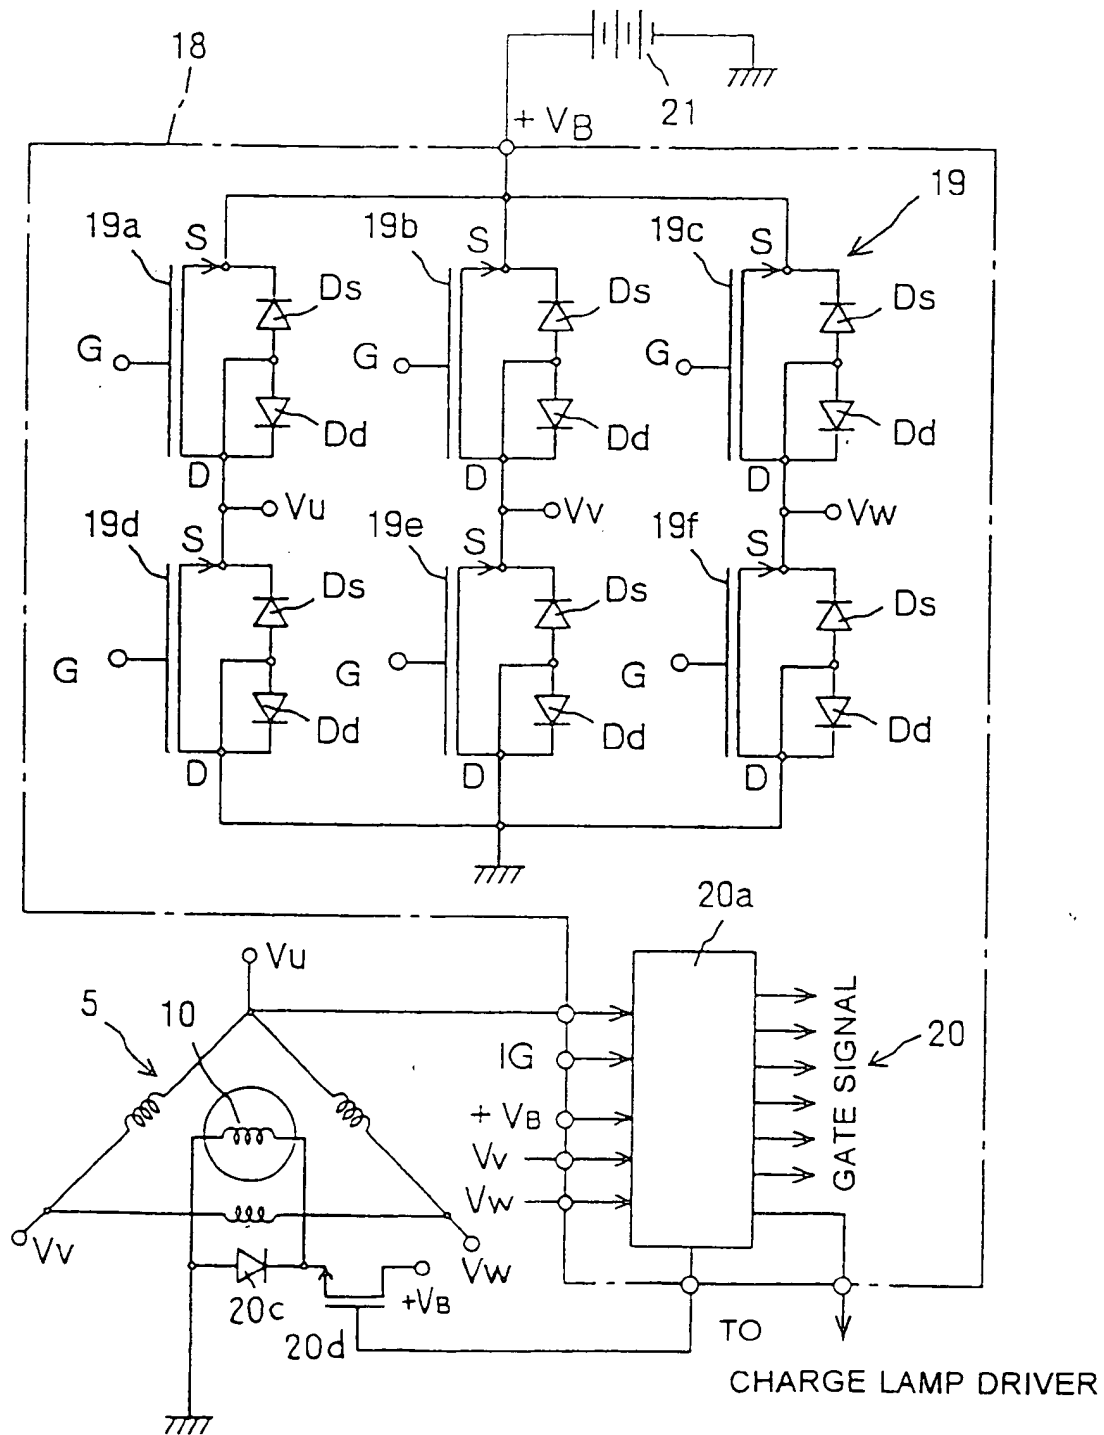 18
21
+ VB
19
19a
S
Ds
G
Dd
D
19b
S
Ds
G
Dd
D
19c
S
Ds
G
Dd
D
Vu
Vv
Vw
19d
S
Ds
G
Dd
D
19e
S
Ds
G
Dd
D
19f
S
Ds
G
Dd
D
20a
Vu
5
10
IG
+ VB
Vv
Vw
GATE SIGNAL
20
Vv
Vw
20c
+VB
20d
TO
CHARGE LAMP DRIVER